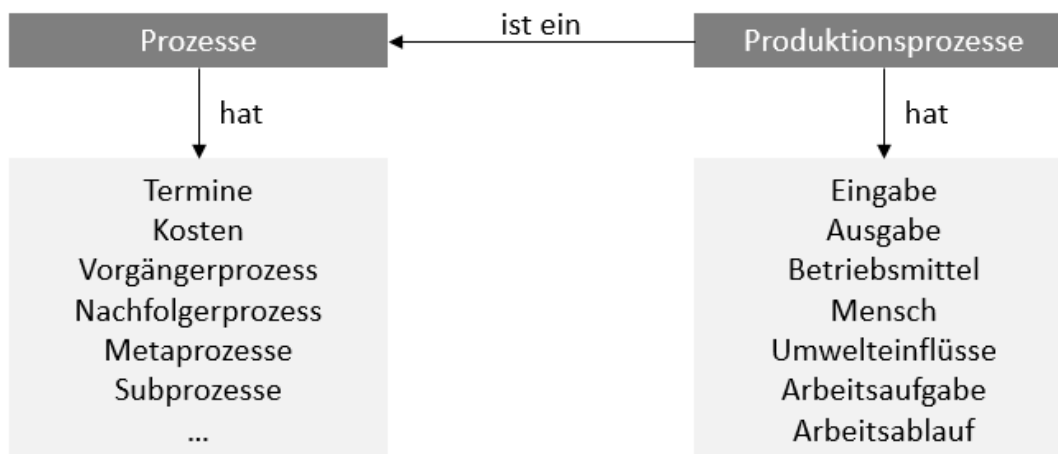 Prozesse
ist ein
Produktionsprozesse
hat
hat
Termine
Kosten
Vorgängerprozess
Nachfolgerprozess
Metaprozesse
Subprozesse
...
Eingabe
Ausgabe
Betriebsmittel
Mensch
Umwelteinflüsse
Arbeitsaufgabe
Arbeitsablauf